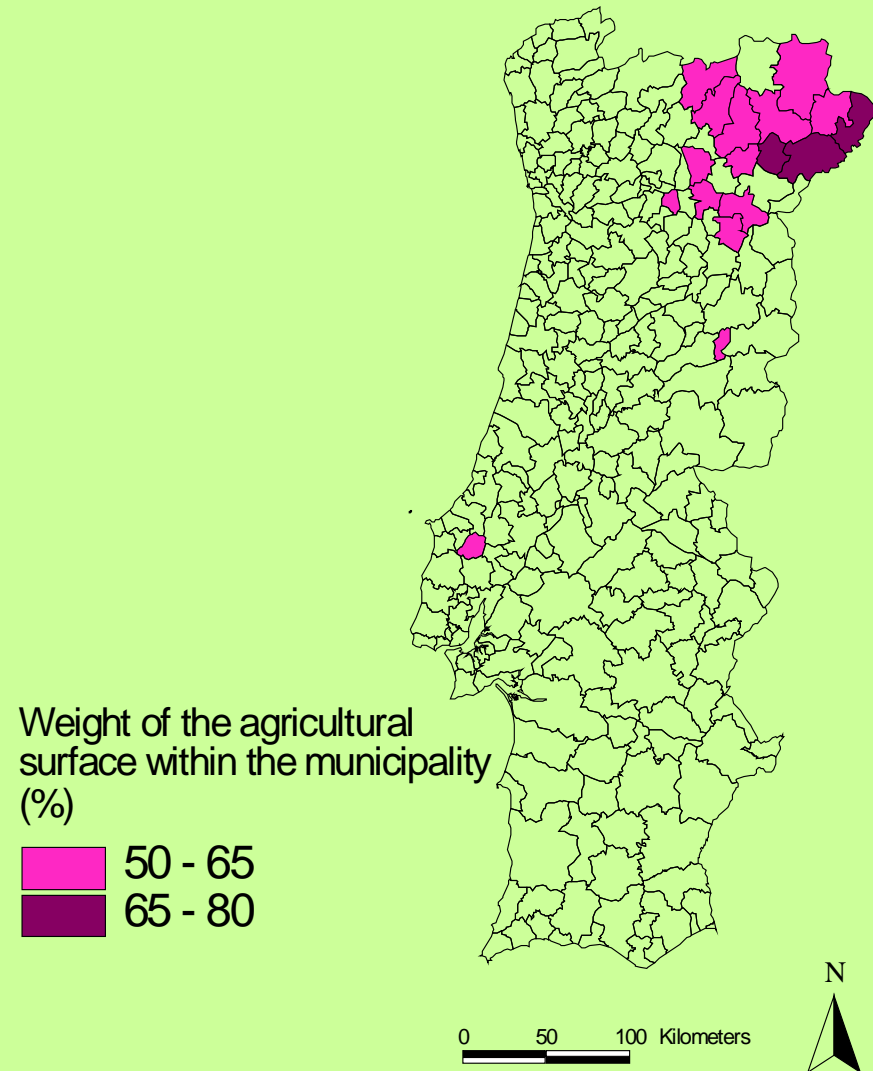 Weight of the agricultural
surface within the municipality
(%)
50 - 65
65 - 80
N
0 50 100 Kilometers